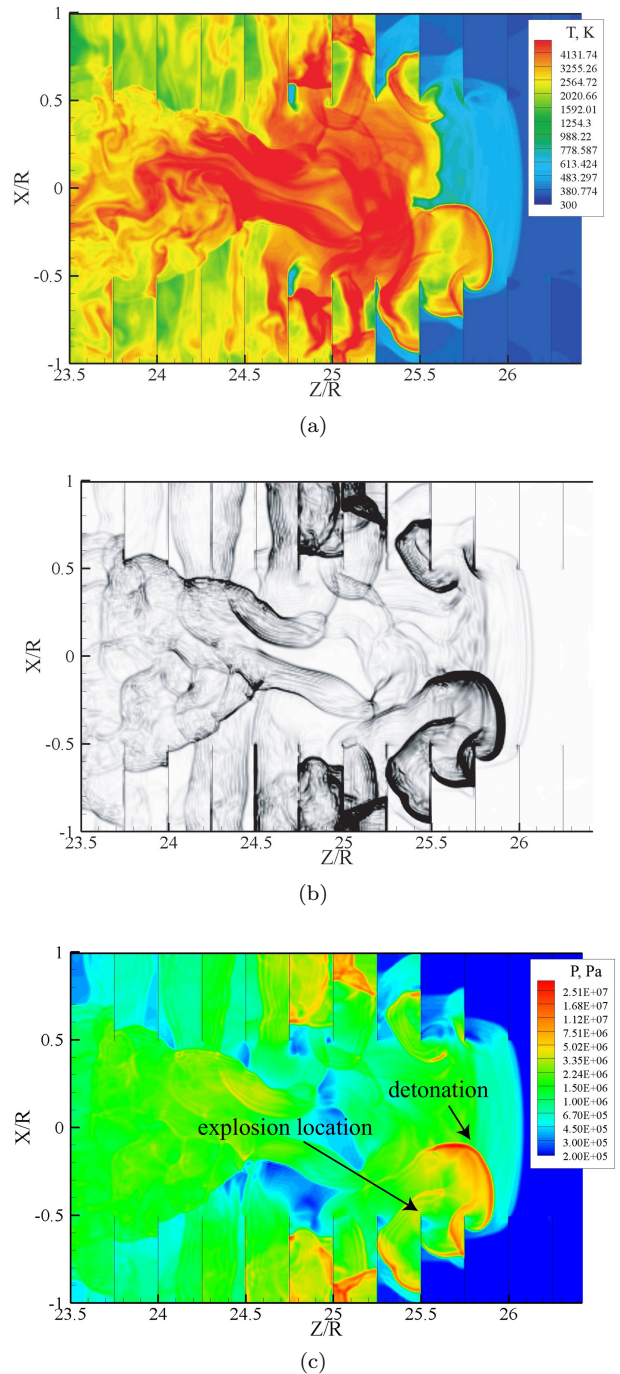 T, K
4131.74
3255.26
2564.72
2020.66
1592.01
1254.3
988.22
778.587
613.424
483.297
380.774
300
1
0.5
0
-0.5
-1
X/R
23.5 24 24.5 25 25.5 26
Z/R
(a)
1
0.5
0
-0.5
-1
X/R
23.5 24 24.5 25 25.5 26
Z/R
(b)
P, Pa
2.51E+07
1.68E+07
1.12E+07
7.51E+06
5.02E+06
3.35E+06
2.24E+06
1.50E+06
1.00E+06
6.70E+05
4.50E+05
3.00E+05
2.00E+05
detonation
explosion location
1
0.5
0
-0.5
-1
X/R
23.5 24 24.5 25 25.5 26
Z/R
(c)